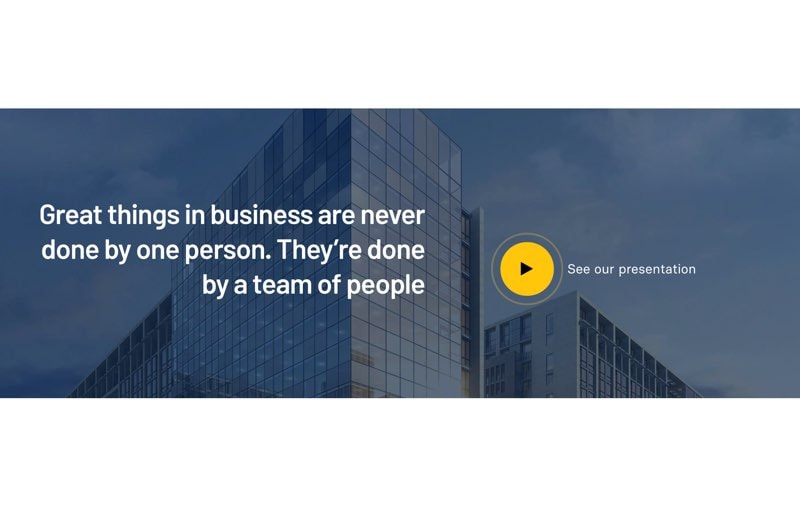 Great things in business are never
done by one person. They’re done
by a team of people
See our presentation